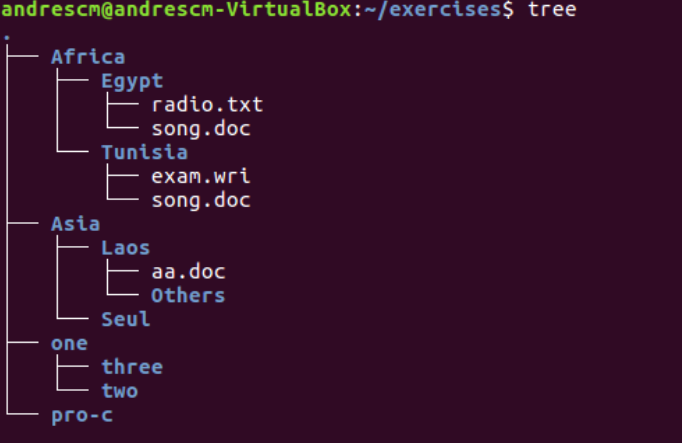 andrescm@andrescm-VirtualBox:~/exercises$ tree
.
├── Africa
│   ├── Egypt
│   │   ├── radio.txt
│   │   └── song.doc
│   └── Tunisia
│       ├── exam.wri
│       └── song.doc
├── Asia
│   ├── Laos
│   │   ├── aa.doc
│   │   └── Others
│   └── Seul
├── one
│   ├── three
│   └── two
└── pro-c